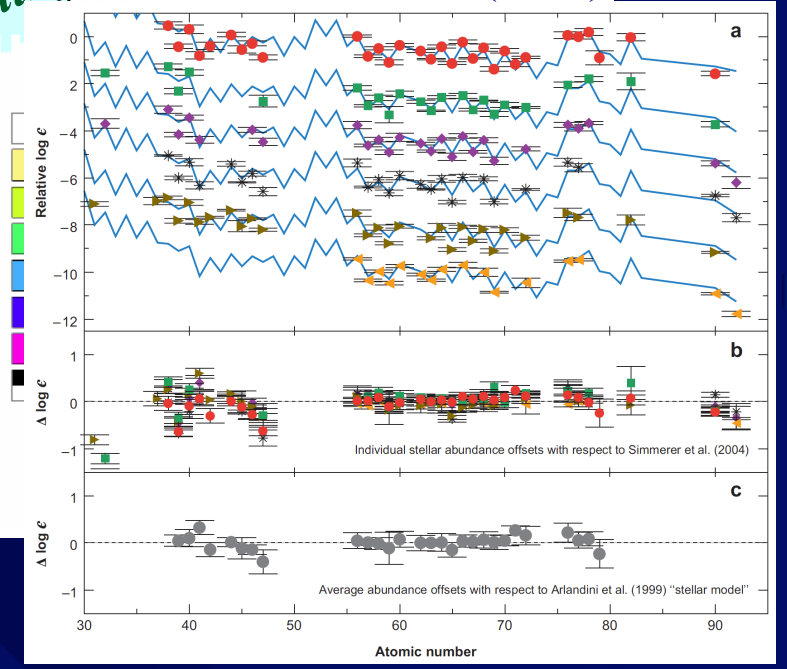 a
0
2
−4
−6
−8
−10
−12
Relative log ϵ
b
1
0
−1
Δ log ϵ
Individual stellar abundance offsets with respect to Simmerer et al. (2004)
c
1
0
−1
Δ log ϵ
Average abundance offsets with respect to Arlandini et al. (1999) “stellar model”
30 40 50 60 70 80 90
Atomic number